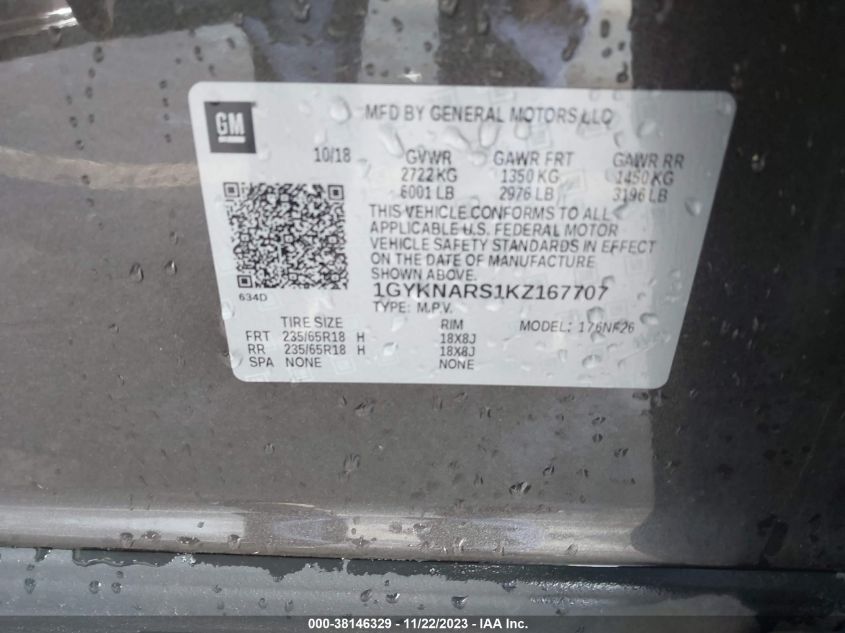 GM
MFD BY GENERAL MOTORS LLC
10/18 GVWR GAWR FRT GAWR RR
2722 KG 1350 KG 1450 KG
6001 LB 2976 LB 3196 LB
THIS VEHICLE CONFORMS TO ALL
APPLICABLE U.S. FEDERAL MOTOR
VEHICLE SAFETY STANDARDS IN EFFECT
ON THE DATE OF MANUFACTURE
SHOWN ABOVE.
634D
1GYKNARS1KZ167707
TYPE: M.P.V.
TIRE SIZE RIM MODEL: 176NF26
FRT 235/65R18 H 18X8J
RR 235/65R18 H 18X8J
SPA NONE NONE
000-38146329 - 11/22/2023 - IAA Inc.